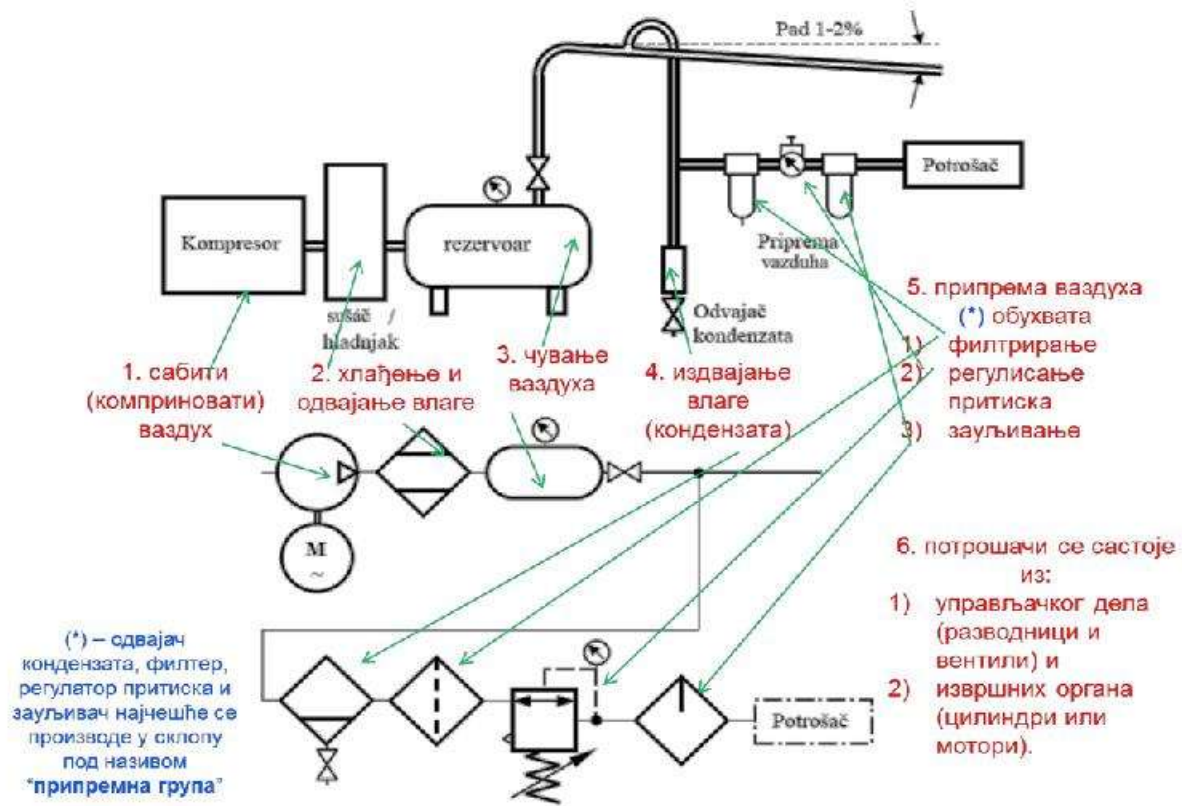 Pad 1-2%
Potrošač
Kompresor
rezervoar
Priprema
vazduha
sušáč /
hladnjak
Odvajač
kondenzata
1. сабити
(комприновати)
ваздух
2. хлађење и
одвајање влаге
3. чување
ваздуха
4. издвајање
влаге
(кондензата)
5. припрема ваздуха
(*) обухвата
1) филтрирање
2) регулисање
притиска
3) зауљивање
M
~
6. потрошачи се састоје
из:
1) управљачког дела
(разводници и
вентили) и
2) извршних органа
(цилиндри или
мотори).
(*) – одвајач
кондензата, филтер,
регулатор притиска и
зауљивач најчешће се
производе у склопу
под називом
"припремна група"
Potrošač